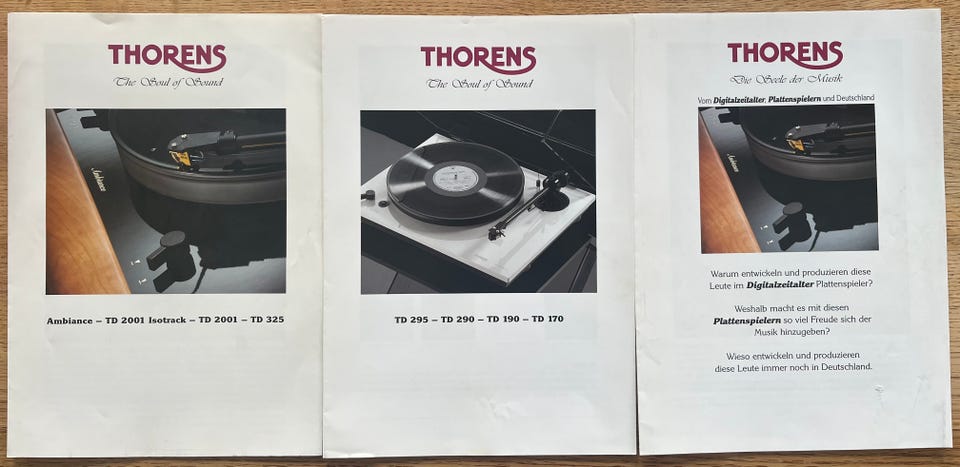 THORENS
The Soul of Sound
Ambiance
Ambiance – TD 2001 Isotrack – TD 2001 – TD 325
THORENS
The Soul of Sound
TD 295 – TD 290 – TD 190 – TD 170
THORENS
Die Seele der Musik
Vom Digitalzeitalter, Plattenspielern und Deutschland
Ambiance
Warum entwickeln und produzieren diese
Leute im Digitalzeitalter Plattenspieler?
Weshalb macht es mit diesen
Plattenspielern so viel Freude sich der
Musik hinzugeben?
Wieso entwickeln und produzieren
diese Leute immer noch in Deutschland.